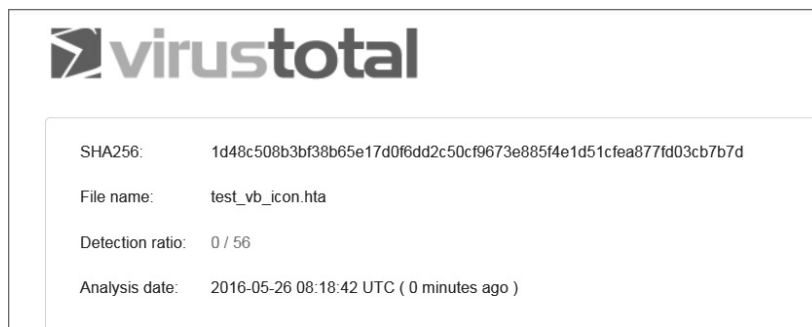 virustotal
SHA256: 1d48c508b3bf38b65e17d0f6dd2c50cf9673e885f4e1d51cfea877fd03cb7b7d
File name: test_vb_icon.hta
Detection ratio: 0 / 56
Analysis date: 2016-05-26 08:18:42 UTC ( 0 minutes ago )